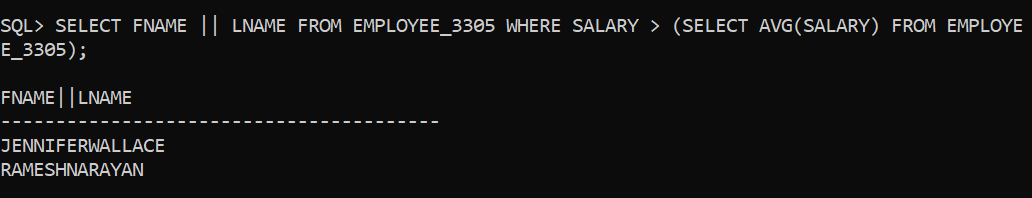 SQL> SELECT FNAME || LNAME FROM EMPLOYEE_3305 WHERE SALARY > (SELECT AVG(SALARY) FROM EMPLOYE
E_3305);
FNAME||LNAME
----------------------------------------
JENNIFERWALLACE
RAMESHNARAYAN